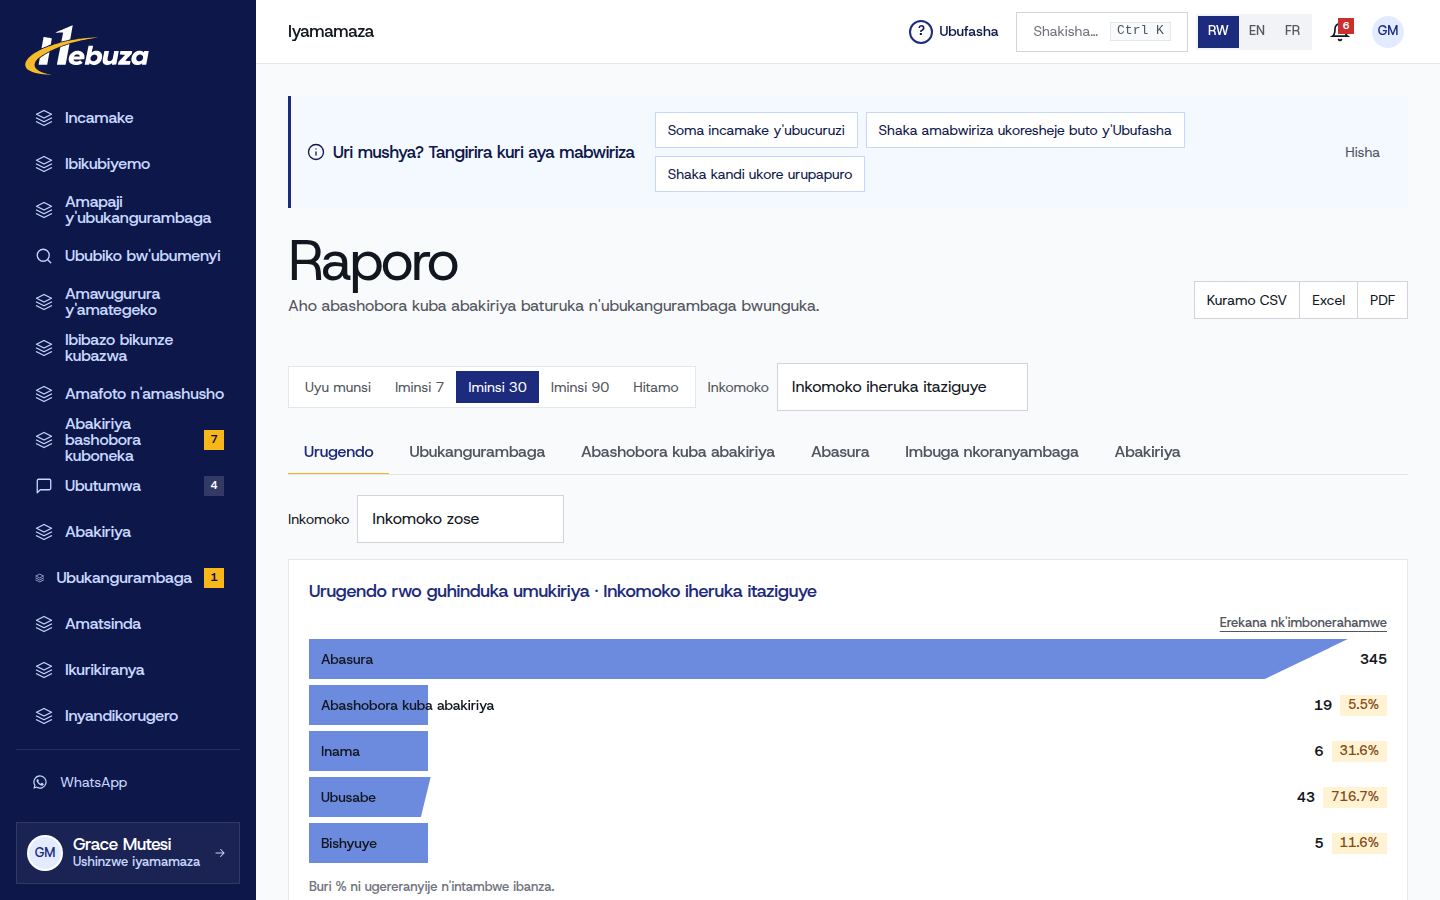 Hebuza
Incamake
Ibikubiyemo
Amapaji
y'ubukangurambaga
Ububiko bw'ubumenyi
Amavugurura
y'amategeko
Ibibazo bikunze
kubazwa
Amafoto n'amashusho
Abakiriya
bashobora
kuboneka
7
Ubutumwa
4
Abakiriya
Ubukangurambaga
1
Amatsinda
Ikurikiranya
Inyandikorugero
WhatsApp
GM
Grace Mutesi
Ushinzwe iyamamaza
Iyamamaza
? Ubufasha
Shakisha... Ctrl K
RW EN FR
6
GM
Uri mushya? Tangirira kuri aya mabwiriza
Soma incamake y'ubucuruzi
Shaka amabwiriza ukoresheje buto y'Ubufasha
Shaka kandi ukore urupapuro
Hisha
Raporo
Aho abashobora kuba abakiriya baturuka n'ubukangurambaga bwunguka.
Kuramo CSV Excel PDF
Uyu munsi Iminsi 7 Iminsi 30 Iminsi 90 Hitamo
Inkomoko Inkomoko iheruka itaziguye
Urugendo Ubukangurambaga Abashobora kuba abakiriya Abasura Imbuga nkoranyambaga Abakiriya
Inkomoko Inkomoko zose
Urugendo rwo guhinduka umukiriya · Inkomoko iheruka itaziguye
Erekana nk'imbonerahamwe
Abasura 345
Abashobora kuba abakiriya 19 5.5%
Inama 6 31.6%
Ubusabe 43 716.7%
Bishyuye 5 11.6%
Buri % ni ugereranyije n'intambwe ibanza.